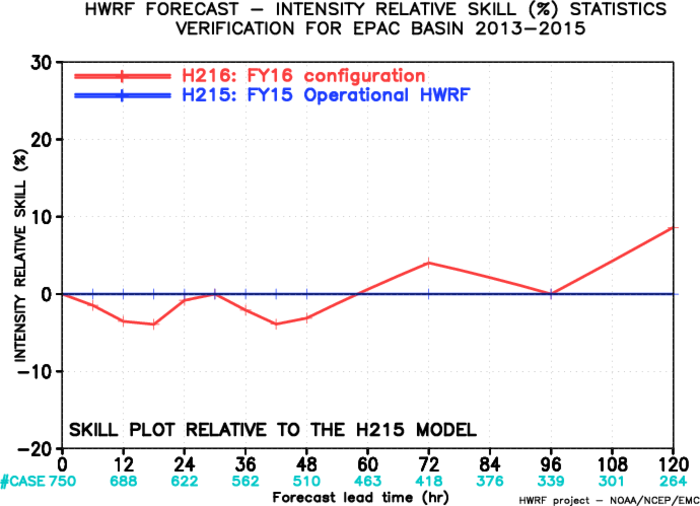 HWRF FORECAST – INTENSITY RELATIVE SKILL (%) STATISTICS
VERIFICATION FOR EPAC BASIN 2013–2015
H216: FY16 configuration
H215: FY15 Operational HWRF
INTENSITY RELATIVE SKILL (%)
30
20
10
0
–10
–20
SKILL PLOT RELATIVE TO THE H215 MODEL
0 12 24 36 48 60 72 84 96 108 120
#CASE 750 688 622 562 510 463 418 376 339 301 264
Forecast lead time (hr)
HWRF project – NOAA/NCEP/EMC